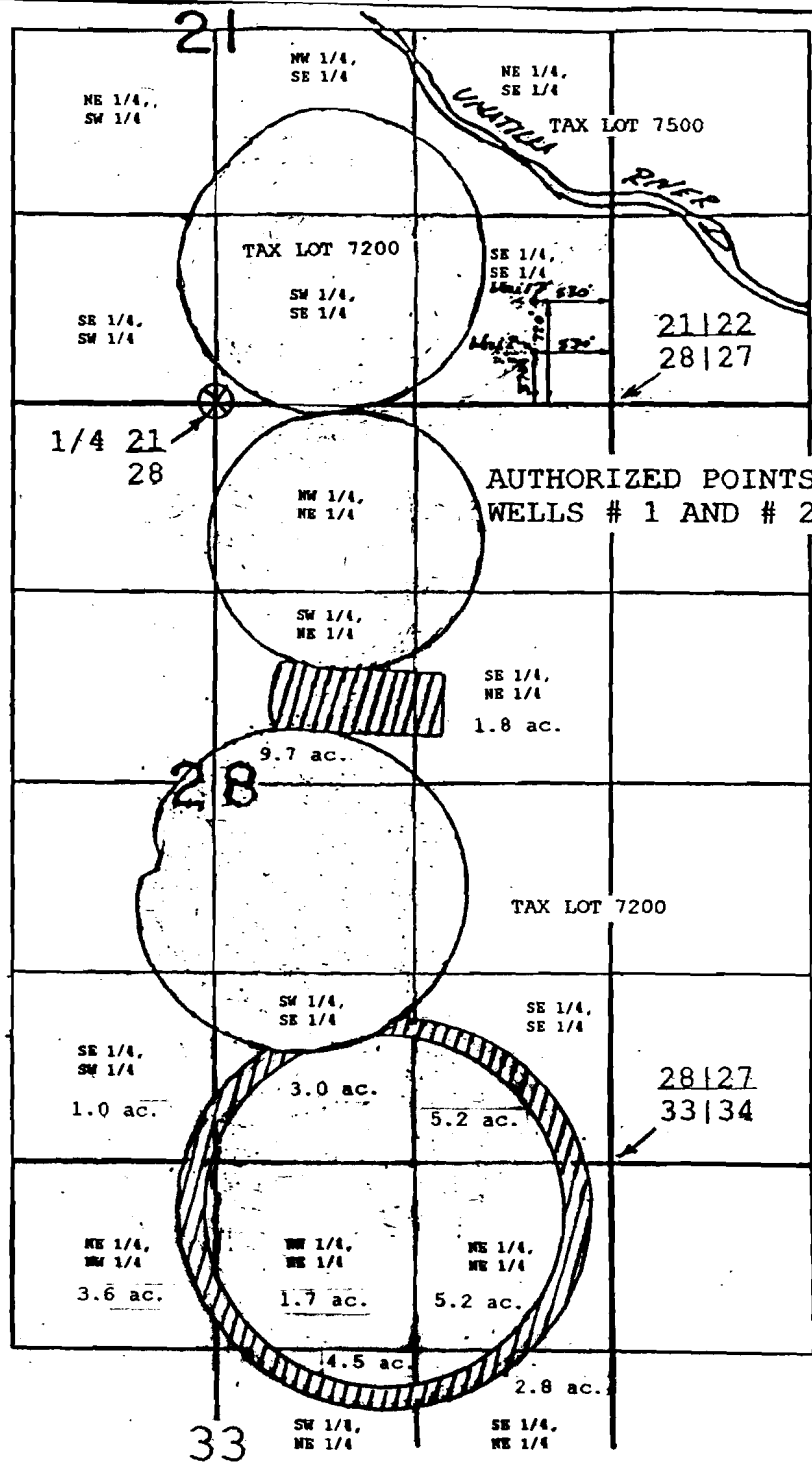 21
NW 1/4,
SE 1/4
NE 1/4,
SE 1/4
NE 1/4,
SW 1/4
UMATILLA
RIVER
TAX LOT 7500
TAX LOT 7200
SW 1/4,
SE 1/4
SE 1/4,
SE 1/4
SE 1/4,
SW 1/4
530'
720'
530'
21|22
28|27
1/4 21
28
NW 1/4,
NE 1/4
AUTHORIZED POINTS
WELLS # 1 AND # 2
SW 1/4,
NE 1/4
SE 1/4,
NE 1/4
1.8 ac.
9.7 ac.
28
TAX LOT 7200
SW 1/4,
SE 1/4
SE 1/4,
SE 1/4
SE 1/4,
SW 1/4
1.0 ac.
3.0 ac.
5.2 ac.
28|27
33|34
NE 1/4,
NW 1/4
3.6 ac.
NW 1/4,
NE 1/4
1.7 ac.
NE 1/4,
NE 1/4
5.2 ac.
4.5 ac.
2.8 ac.
SW 1/4,
NE 1/4
SE 1/4,
NE 1/4
33